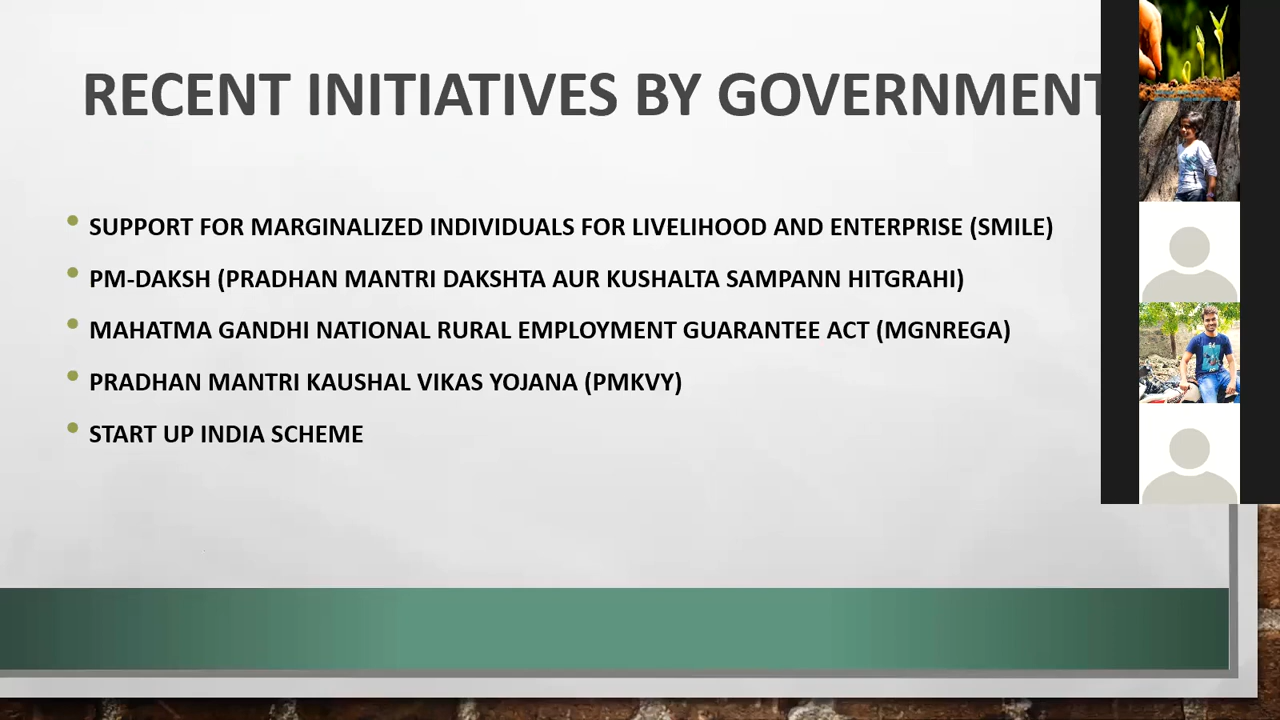 RECENT INITIATIVES BY GOVERNMENT
SUPPORT FOR MARGINALIZED INDIVIDUALS FOR LIVELIHOOD AND ENTERPRISE (SMILE)
PM-DAKSH (PRADHAN MANTRI DAKSHTA AUR KUSHALTA SAMPANN HITGRAHI)
MAHATMA GANDHI NATIONAL RURAL EMPLOYMENT GUARANTEE ACT (MGNREGA)
PRADHAN MANTRI KAUSHAL VIKAS YOJANA (PMKVY)
START UP INDIA SCHEME